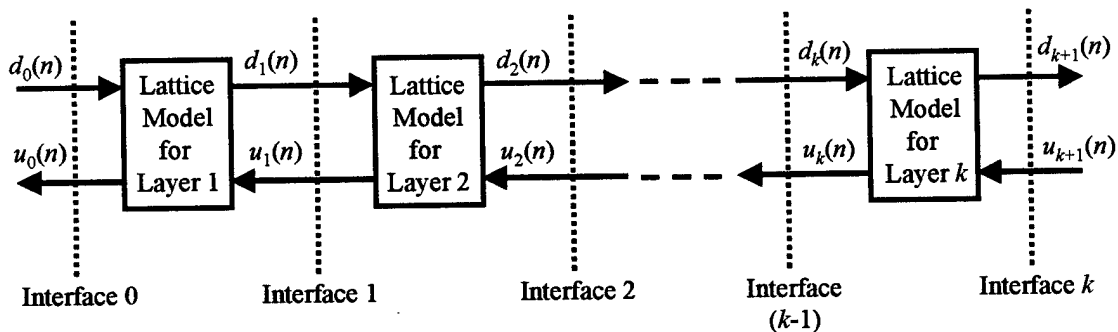 d₀(n)
d₁(n)
d₂(n)
dₖ(n)
dₖ₊₁(n)
Lattice
Model
for
Layer 1
Lattice
Model
for
Layer 2
Lattice
Model
for
Layer k
u₀(n)
u₁(n)
u₂(n)
uₖ(n)
uₖ₊₁(n)
Interface 0
Interface 1
Interface 2
Interface
(k-1)
Interface k